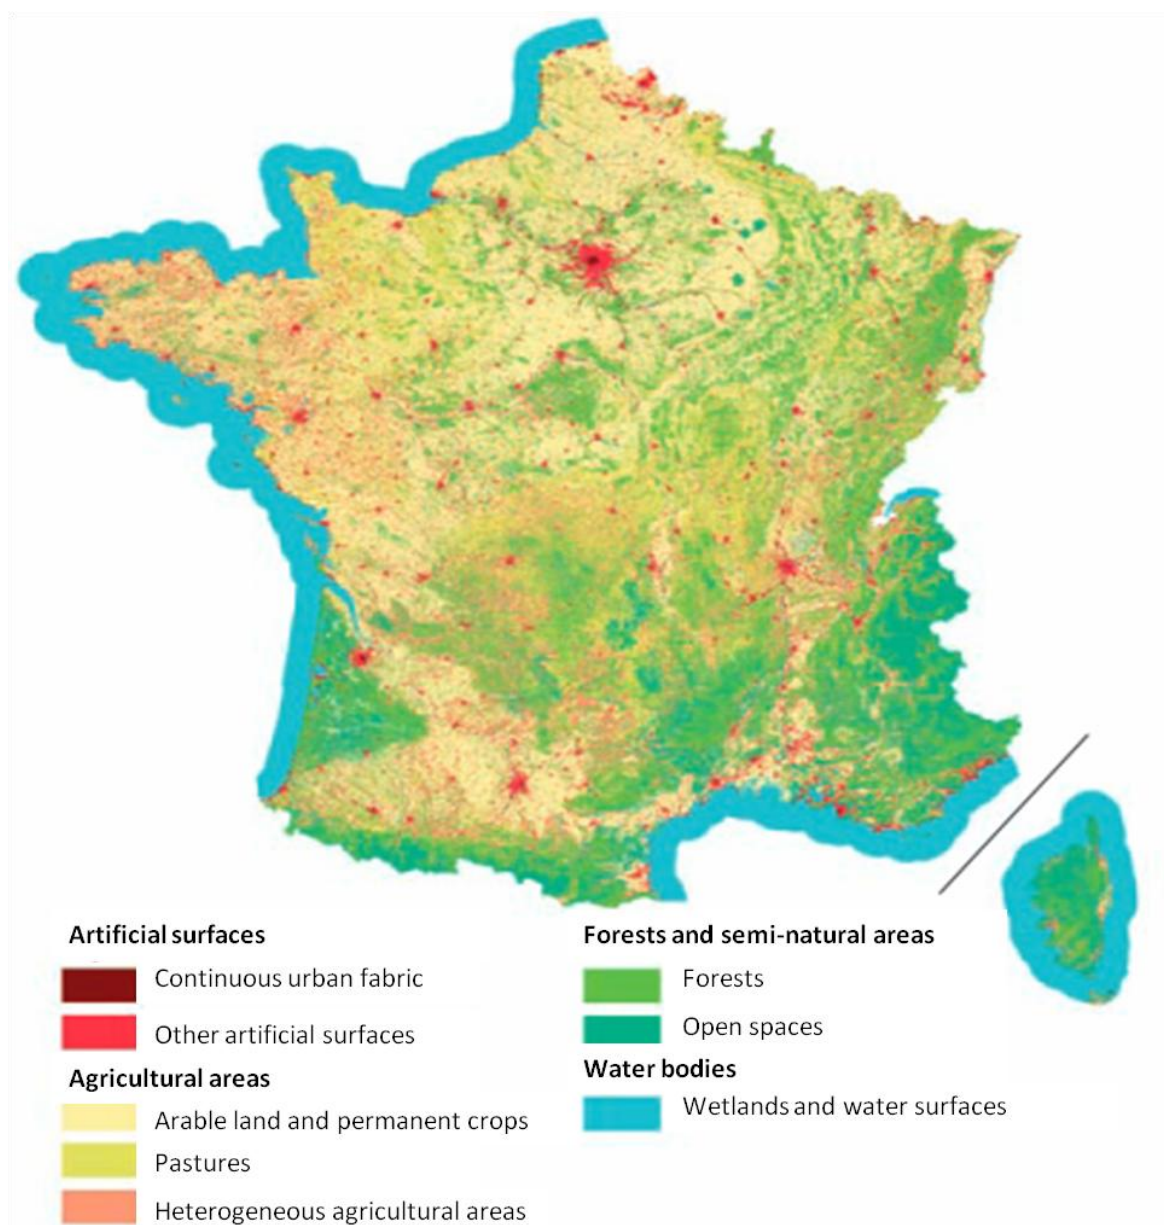 Artificial surfaces
Continuous urban fabric
Other artificial surfaces
Agricultural areas
Arable land and permanent crops
Pastures
Heterogeneous agricultural areas
Forests and semi-natural areas
Forests
Open spaces
Water bodies
Wetlands and water surfaces